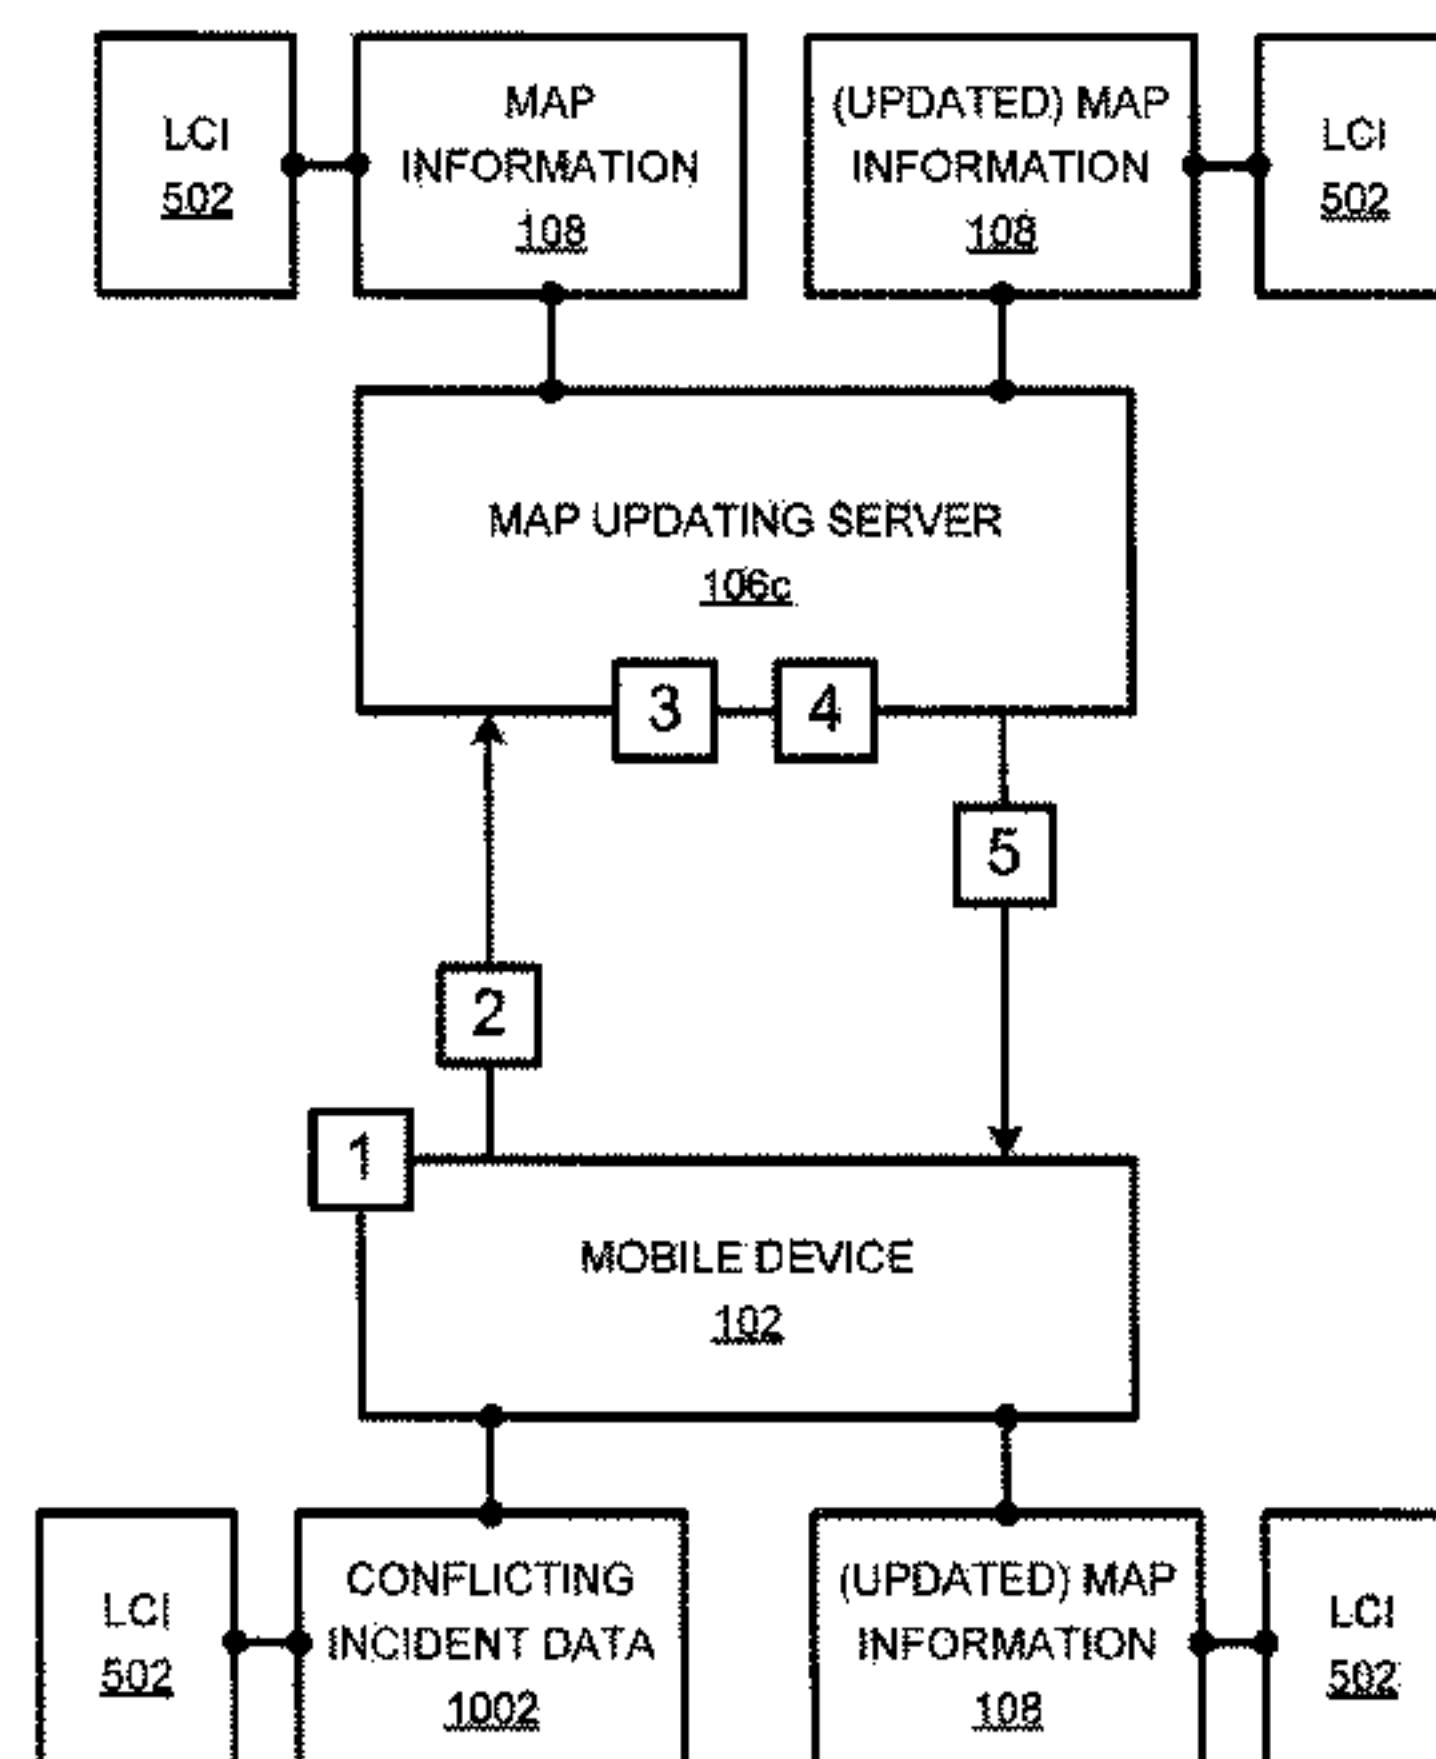 LCI
502
MAP
INFORMATION
108
(UPDATED) MAP
INFORMATION
108
LCI
502
MAP UPDATING SERVER
106c
3
4
5
2
1
MOBILE DEVICE
102
LCI
502
CONFLICTING
INCIDENT DATA
1002
(UPDATED) MAP
INFORMATION
108
LCI
502